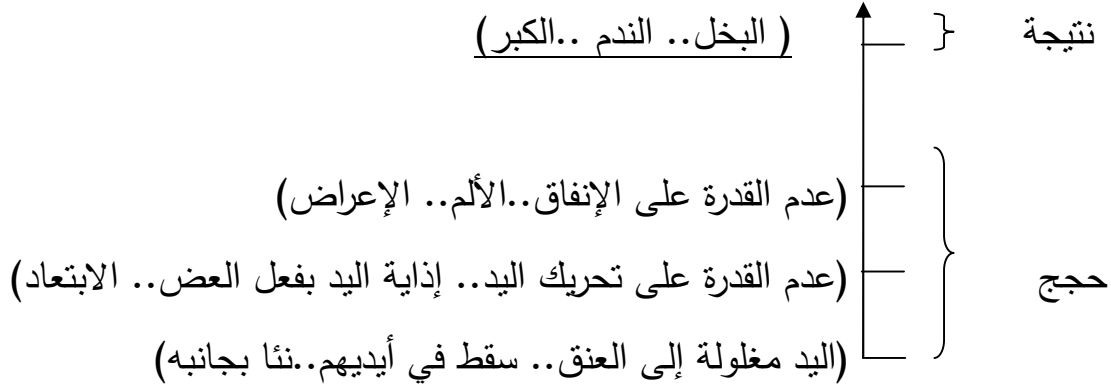 نتيجة ( البخل.. الندم ..الكبر)
(عدم القدرة على الإنفاق..الألم.. الإعراض)
حجج (عدم القدرة على تحريك اليد.. إذاية اليد بفعل العض.. الابتعاد)
(اليد مغلولة إلى العنق.. سقط في أيديهم..نئا بجانبه)